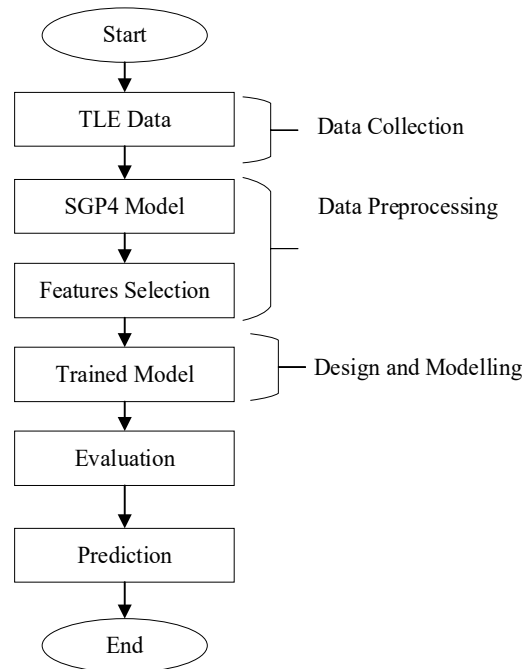 Start
TLE Data
Data Collection
SGP4 Model
Data Preprocessing
Features Selection
Trained Model
Design and Modelling
Evaluation
Prediction
End